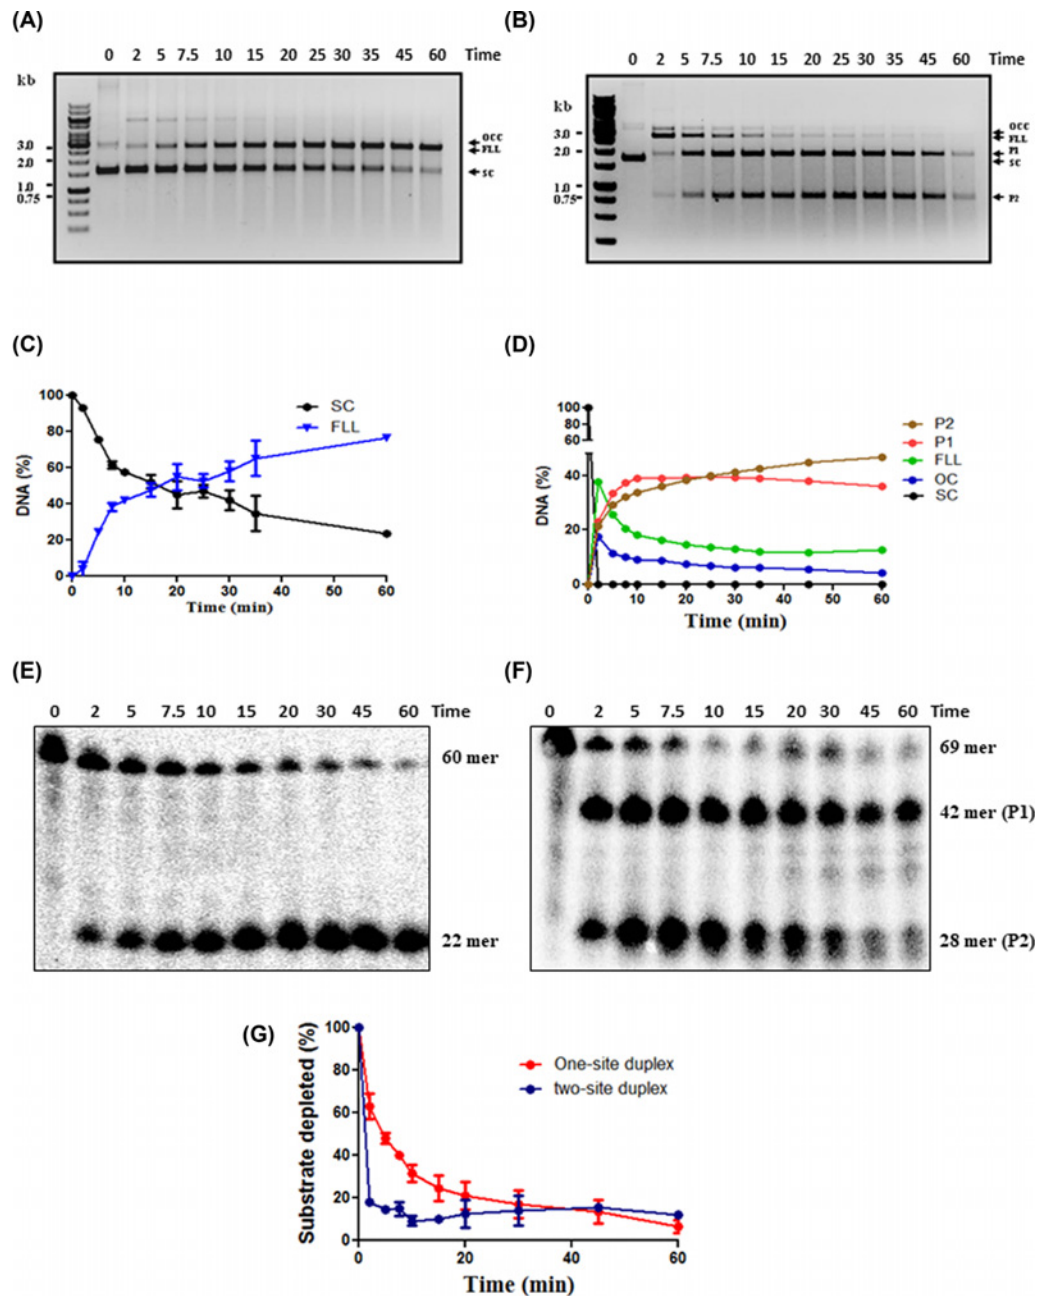 (A)
0 2 5 7.5 10 15 20 25 30 35 45 60 Time
kb
3.0
2.0
1.0
0.75
OCC
FLL
SC
(B)
0 2 5 7.5 10 15 20 25 30 35 45 60 Time
kb
3.0
2.0
1.0
0.75
OCC
FLL
P1
SC
P2
(C)
DNA (%)
100
80
60
40
20
0
SC
FLL
0 10 20 30 40 50 60
Time (min)
(D)
DNA (%)
100
80
60
40
20
0
P2
P1
FLL
OC
SC
0 10 20 30 40 50 60
Time (min)
(E)
0 2 5 7.5 10 15 20 30 45 60 Time
60 mer
22 mer
(F)
0 2 5 7.5 10 15 20 30 45 60 Time
69 mer
42 mer (P1)
28 mer (P2)
(G)
Substrate depleted (%)
100
80
60
40
20
0
One-site duplex
two-site duplex
0 20 40 60
Time (min)